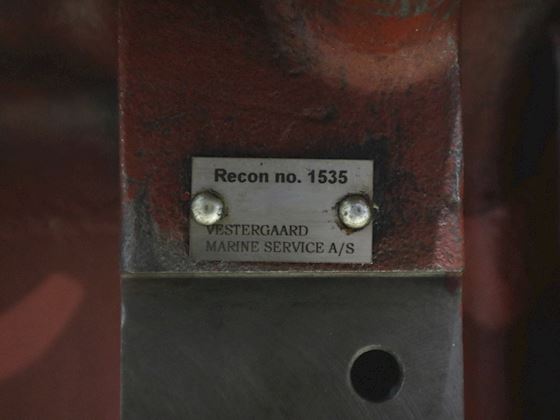 Recon no. 1535
VESTERGAARD
MARINE SERVICE A/S